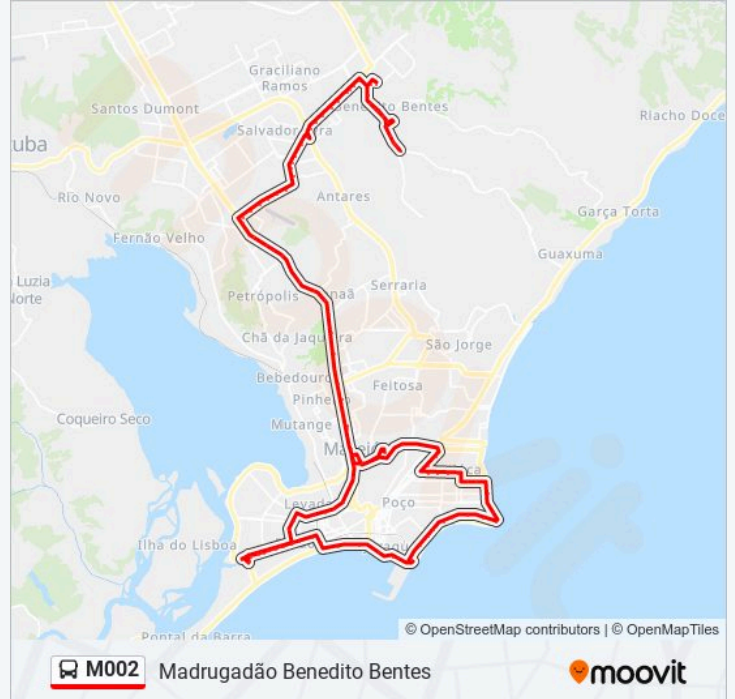 Graciliano
Ramos
Benedito Bentes
Santos Dumont
Riacho Doce
Salvador Lyra
tuba
Rio Novo
Antares
Garça Torta
Fernão Velho
Guaxuma
Luzia
Norte
Petrópolis
Serraria
Chã da Jaqueira
São Jorge
Bebedouro
Feitosa
Pinheiro
Coqueiro Seco
Mutange
Levada
Poço
Ilha do Lisboa
Pontal da Barra
© OpenStreetMap contributors | © OpenMapTiles
M002 Madrugadão Benedito Bentes
moovit